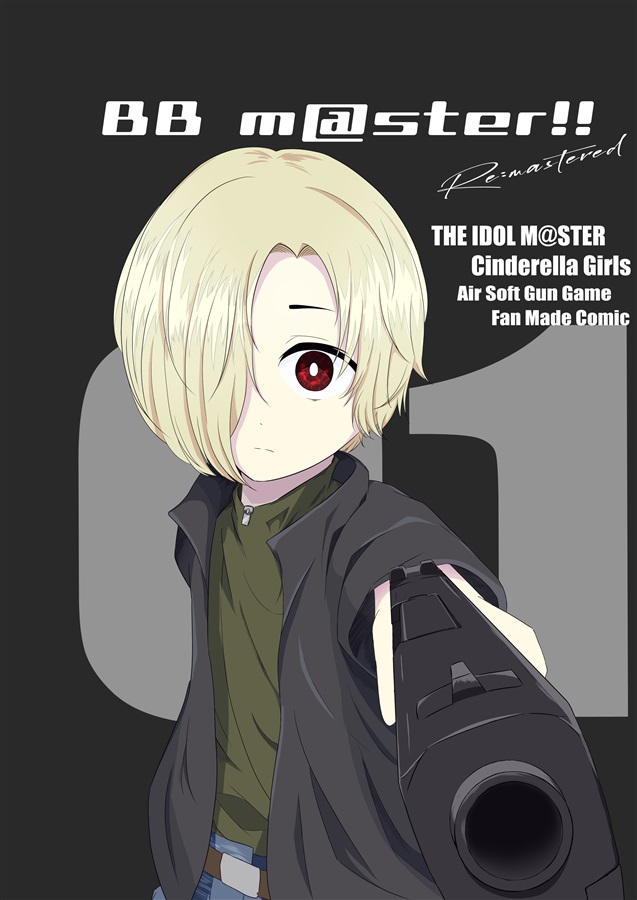 BB m@ster!!
Re:mastered
THE IDOL M@STER
Cinderella Girls
Air Soft Gun Game
Fan Made Comic
01